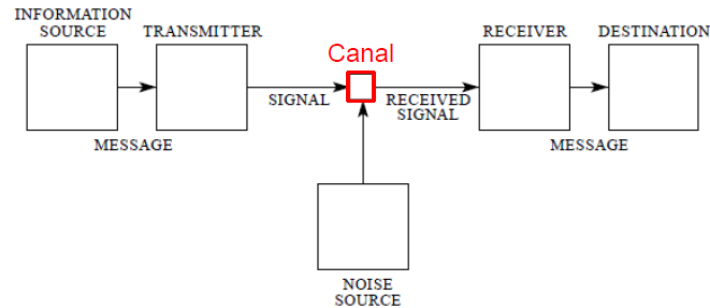 INFORMATION
SOURCE
TRANSMITTER
Canal
RECEIVER
DESTINATION
SIGNAL
RECEIVED
SIGNAL
MESSAGE
MESSAGE
NOISE
SOURCE